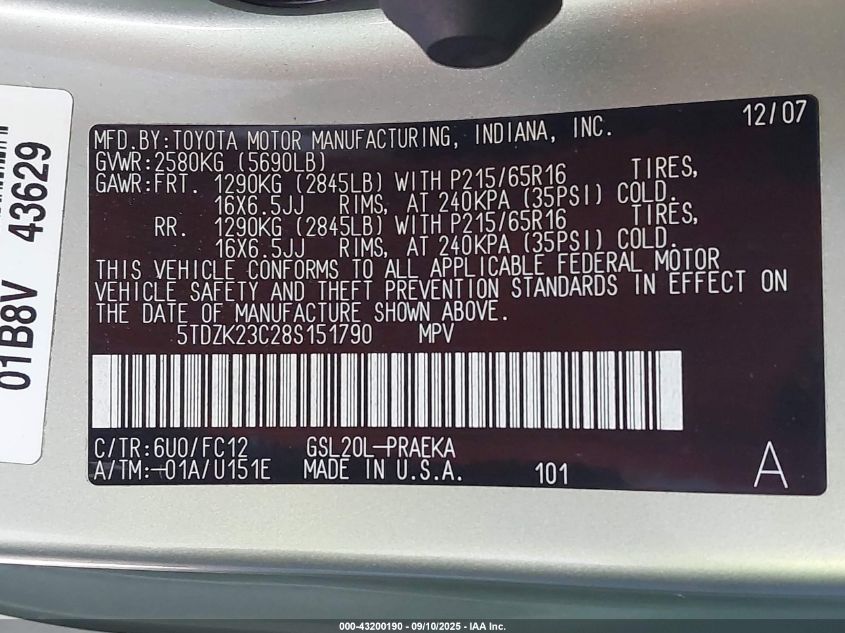 12/07
MFD.BY:TOYOTA MOTOR MANUFACTURING, INDIANA, INC.
GVWR:2580KG (5690LB)
GAWR:FRT. 1290KG (2845LB) WITH P215/65R16 TIRES,
16X6.5JJ RIMS, AT 240KPA (35PSI) COLD.
RR. 1290KG (2845LB) WITH P215/65R16 TIRES,
16X6.5JJ RIMS, AT 240KPA (35PSI) COLD.
THIS VEHICLE CONFORMS TO ALL APPLICABLE FEDERAL MOTOR
VEHICLE SAFETY AND THEFT PREVENTION STANDARDS IN EFFECT ON
THE DATE OF MANUFACTURE SHOWN ABOVE.
5TDZK23C28S151790 MPV
C/TR:6U0/FC12 GSL20L-PRAEKA
A/TM:-01A/U151E MADE IN U.S.A. 101 A
01B8V 43629
000-43200190 - 09/10/2025 - IAA Inc.